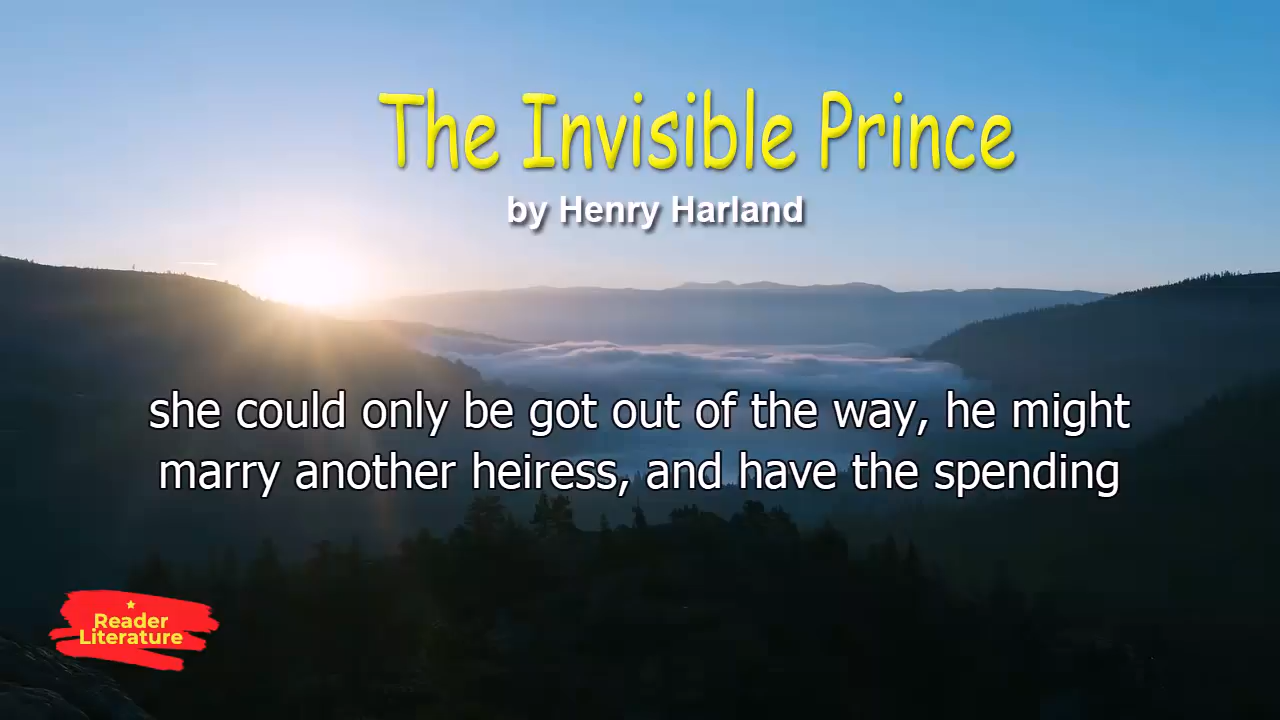 The Invisible Prince
by Henry Harland
she could only be got out of the way, he might
marry another heiress, and have the spending
Reader
Literature